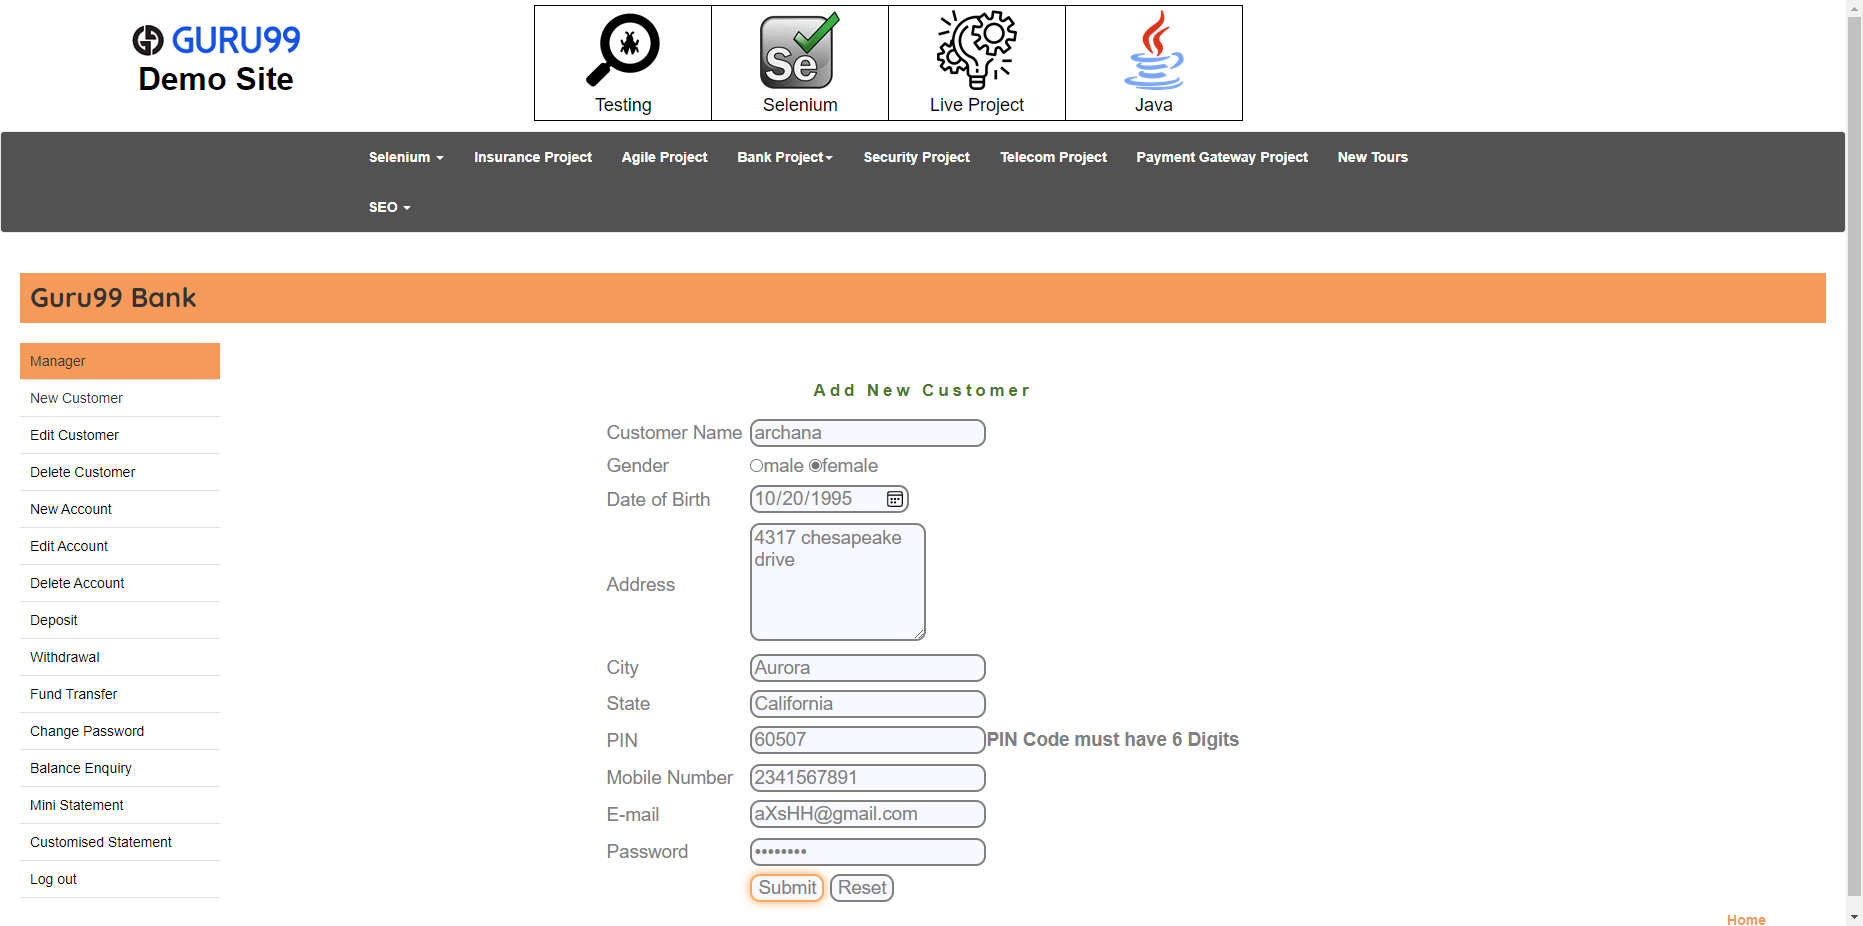 GURU99
Demo Site
Testing
Se
Selenium
Live Project
Java
Selenium
Insurance Project
Agile Project
Bank Project
Security Project
Telecom Project
Payment Gateway Project
New Tours
SEO
Guru99 Bank
Manager
New Customer
Edit Customer
Delete Customer
New Account
Edit Account
Delete Account
Deposit
Withdrawal
Fund Transfer
Change Password
Balance Enquiry
Mini Statement
Customised Statement
Log out
Add New Customer
Customer Name archana
Gender male female
Date of Birth 10/20/1995
Address 4317 chesapeake
drive
City Aurora
State California
PIN 60507 PIN Code must have 6 Digits
Mobile Number 2341567891
E-mail aXsHH@gmail.com
Password ••••••••
Submit Reset
Home